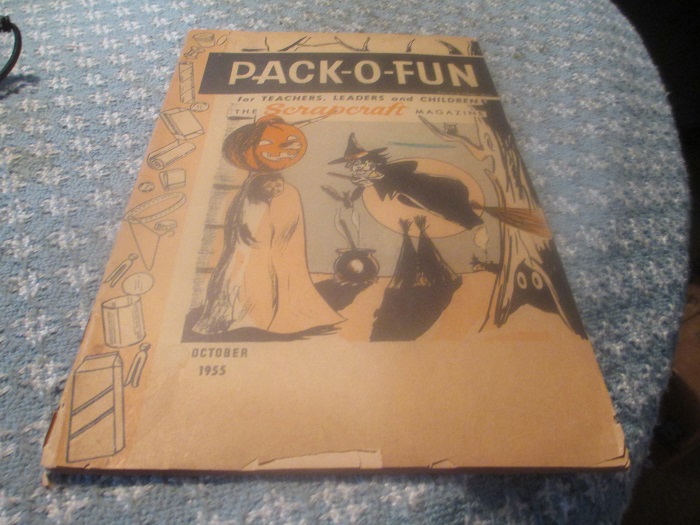 PACK-O-FUN
for TEACHERS, LEADERS and CHILDREN!
THE Scrapcraft MAGAZINE
OCTOBER
1955